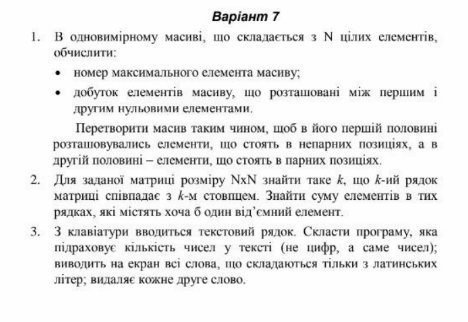 Варіант 7
1. В одновимірному масиві, що складається з N цілих елементів,
обчислити:
• номер максимального елемента масиву;
• добуток елементів масиву, що розташовані між першим і
другим нульовими елементами.
Перетворити масив таким чином, щоб в його першій половині
розташовувались елементи, що стоять в непарних позиціях, а в
другій половині – елементи, що стоять в парних позиціях.
2. Для заданої матриці розміру NxN знайти таке k, що k-ий рядок
матриці співпадає з k-м стовпцем. Знайти суму елементів в тих
рядках, які містять хоча б один від’ємний елемент.
3. З клавіатури вводиться текстовий рядок. Скласти програму, яка
підраховує кількість чисел у тексті (не цифр, а саме чисел);
виводить на екран всі слова, що складаються тільки з латинських
літер; видаляє кожне друге слово.